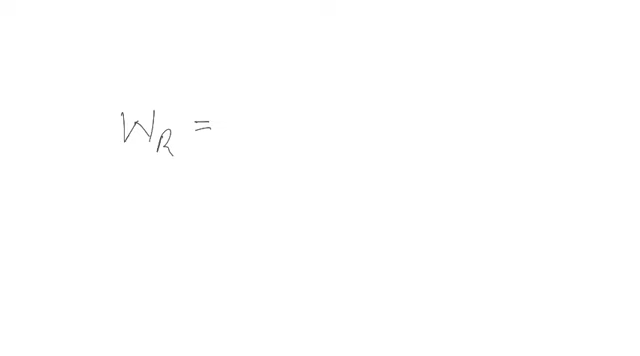 W_R =